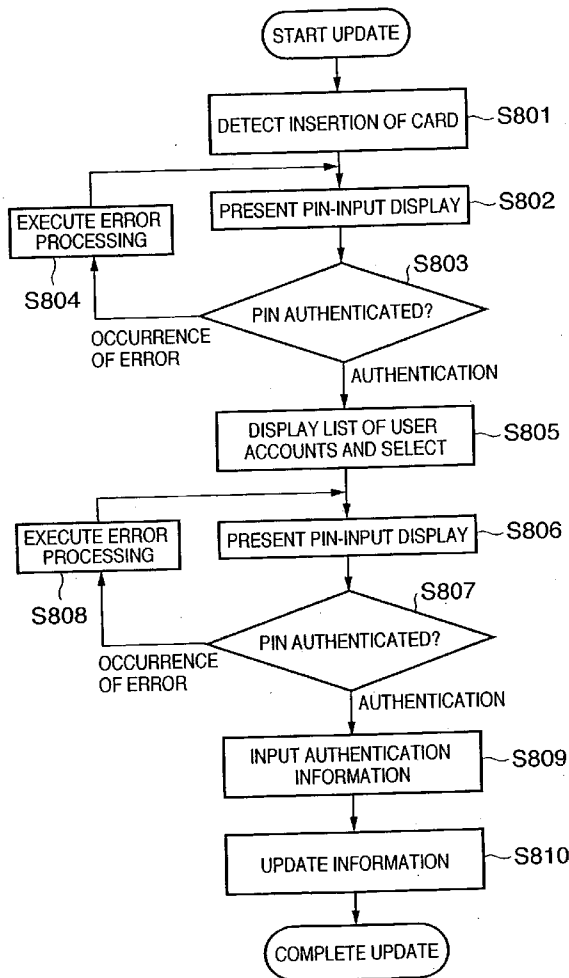 START UPDATE
DETECT INSERTION OF CARD
S801
PRESENT PIN-INPUT DISPLAY
S802
EXECUTE ERROR
PROCESSING
S804
S803
PIN AUTHENTICATED?
OCCURRENCE
OF ERROR
AUTHENTICATION
DISPLAY LIST OF USER
ACCOUNTS AND SELECT
S805
PRESENT PIN-INPUT DISPLAY
S806
EXECUTE ERROR
PROCESSING
S808
S807
PIN AUTHENTICATED?
OCCURRENCE
OF ERROR
AUTHENTICATION
INPUT AUTHENTICATION
INFORMATION
S809
UPDATE INFORMATION
S810
COMPLETE UPDATE